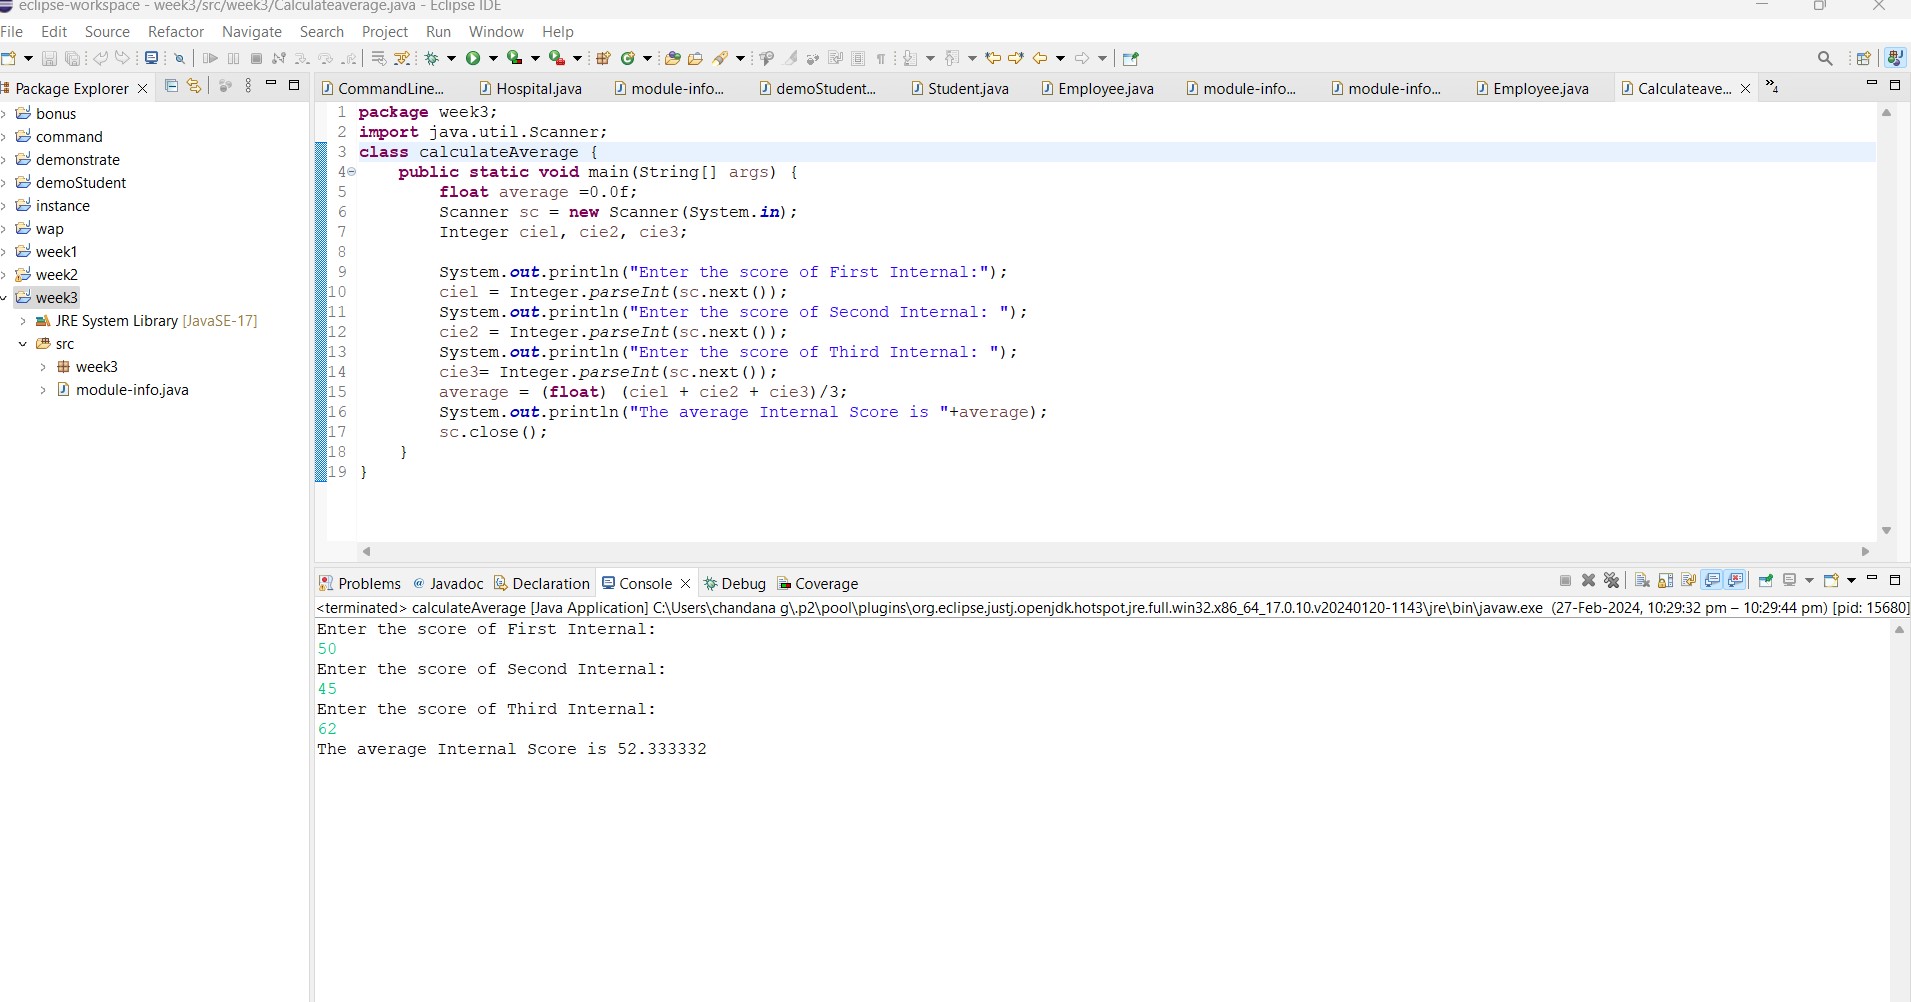 eclipse-workspace - week3/src/week3/Calculateaverage.java - Eclipse IDE
File Edit Source Refactor Navigate Search Project Run Window Help
Package Explorer
bonus
command
demonstrate
demoStudent
instance
wap
week1
week2
week3
JRE System Library [JavaSE-17]
src
week3
module-info.java
CommandLine... Hospital.java module-info... demoStudent... Student.java Employee.java module-info... module-info... Employee.java Calculateave... »4
1 package week3;
2 import java.util.Scanner;
3 class calculateAverage {
4 public static void main(String[] args) {
5 float average =0.0f;
6 Scanner sc = new Scanner(System.in);
7 Integer cie1, cie2, cie3;
8
9 System.out.println("Enter the score of First Internal:");
10 cie1 = Integer.parseInt(sc.next());
11 System.out.println("Enter the score of Second Internal: ");
12 cie2 = Integer.parseInt(sc.next());
13 System.out.println("Enter the score of Third Internal: ");
14 cie3= Integer.parseInt(sc.next());
15 average = (float) (cie1 + cie2 + cie3)/3;
16 System.out.println("The average Internal Score is "+average);
17 sc.close();
18 }
19 }
Problems Javadoc Declaration Console Debug Coverage
<terminated> calculateAverage [Java Application] C:\Users\chandana g\.p2\pool\plugins\org.eclipse.justj.openjdk.hotspot.jre.full.win32.x86_64_17.0.10.v20240120-1143\jre\bin\javaw.exe (27-Feb-2024, 10:29:32 pm – 10:29:44 pm) [pid: 15680]
Enter the score of First Internal:
50
Enter the score of Second Internal:
45
Enter the score of Third Internal:
62
The average Internal Score is 52.333332